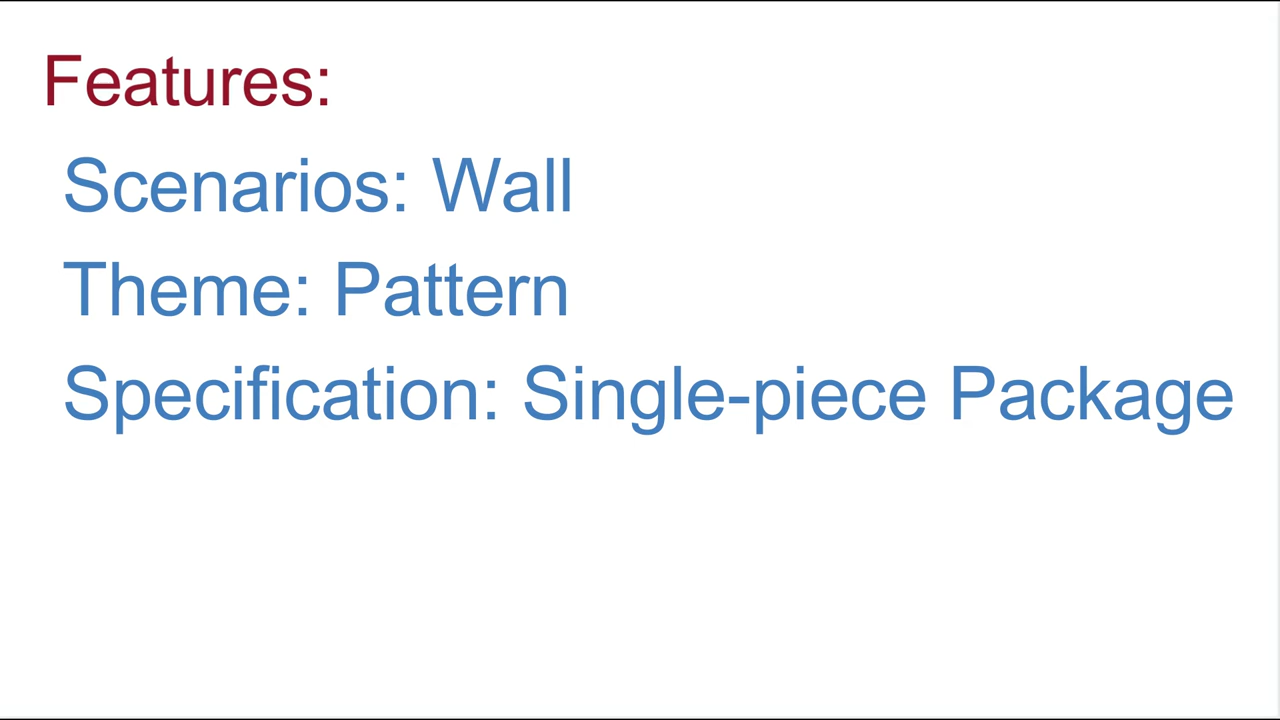 Features:
Scenarios: Wall
Theme: Pattern
Specification: Single-piece Package